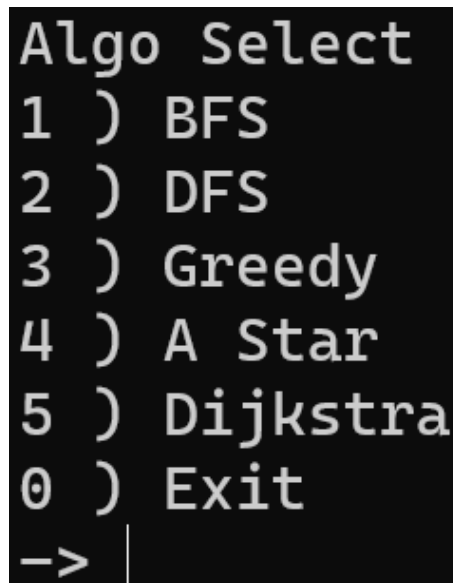 Algo Select
1 ) BFS
2 ) DFS
3 ) Greedy
4 ) A Star
5 ) Dijkstra
0 ) Exit
->